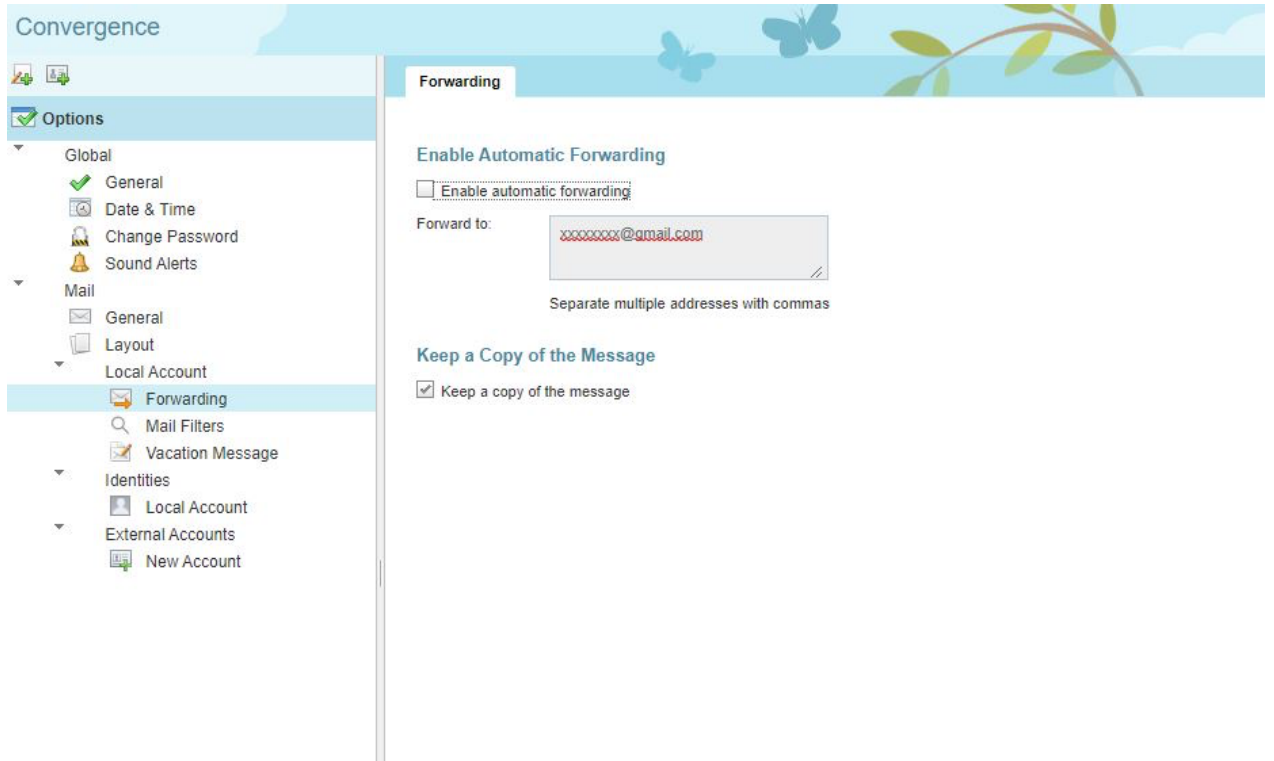 Convergence
Options
Global
General
Date & Time
Change Password
Sound Alerts
Mail
General
Layout
Local Account
Forwarding
Mail Filters
Vacation Message
Identities
Local Account
External Accounts
New Account
Forwarding
Enable Automatic Forwarding
Enable automatic forwarding
Forward to:
xxxxxxxx@gmail.com
Separate multiple addresses with commas
Keep a Copy of the Message
Keep a copy of the message